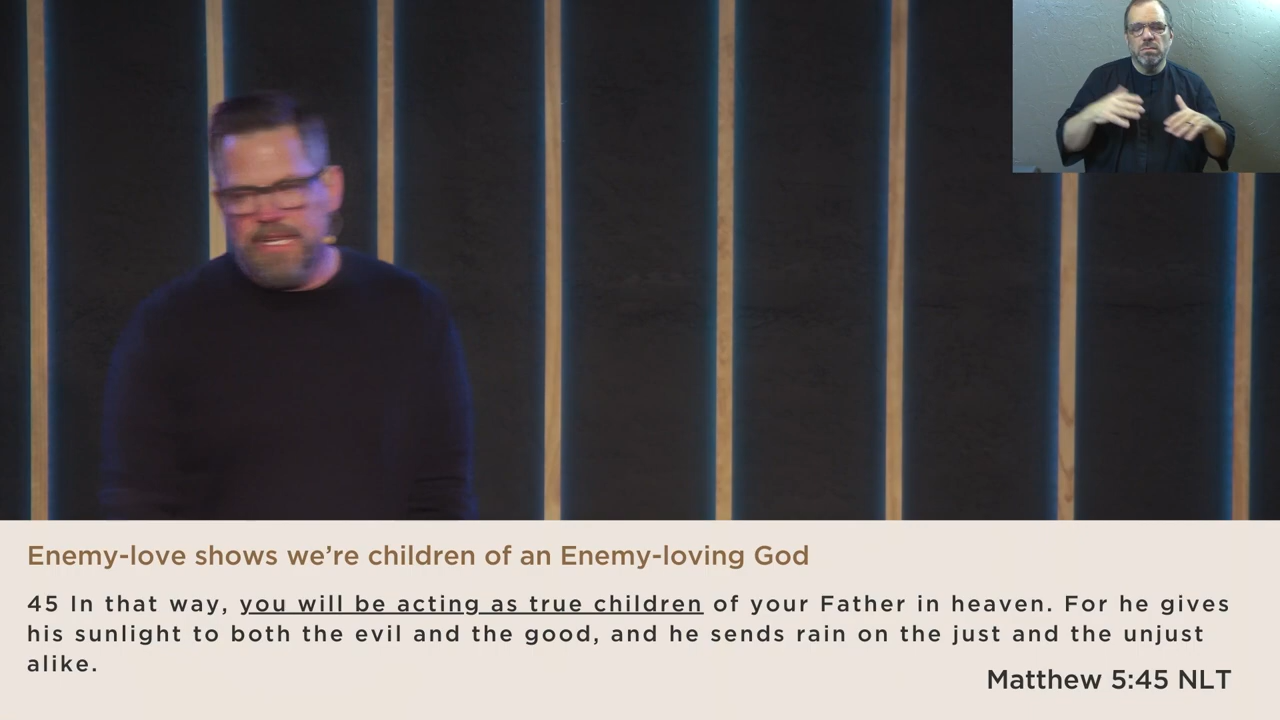 Enemy-love shows we’re children of an Enemy-loving God
45 In that way, you will be acting as true children of your Father in heaven. For he gives
his sunlight to both the evil and the good, and he sends rain on the just and the unjust
alike.
Matthew 5:45 NLT